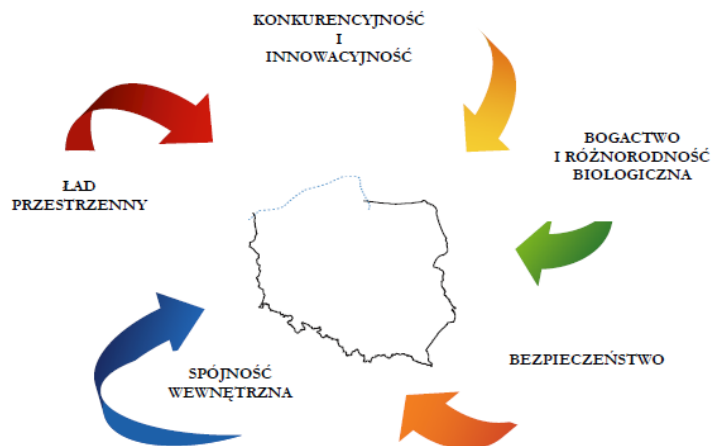 KONKURENCYJNOŚĆ
I
INNOWACYJNOŚĆ
BOGACTWO
I RÓŻNORODNOŚĆ
BIOLOGICZNA
ŁAD
PRZESTRZENNY
BEZPIECZEŃSTWO
SPÓJNOŚĆ
WEWNĘTRZNA